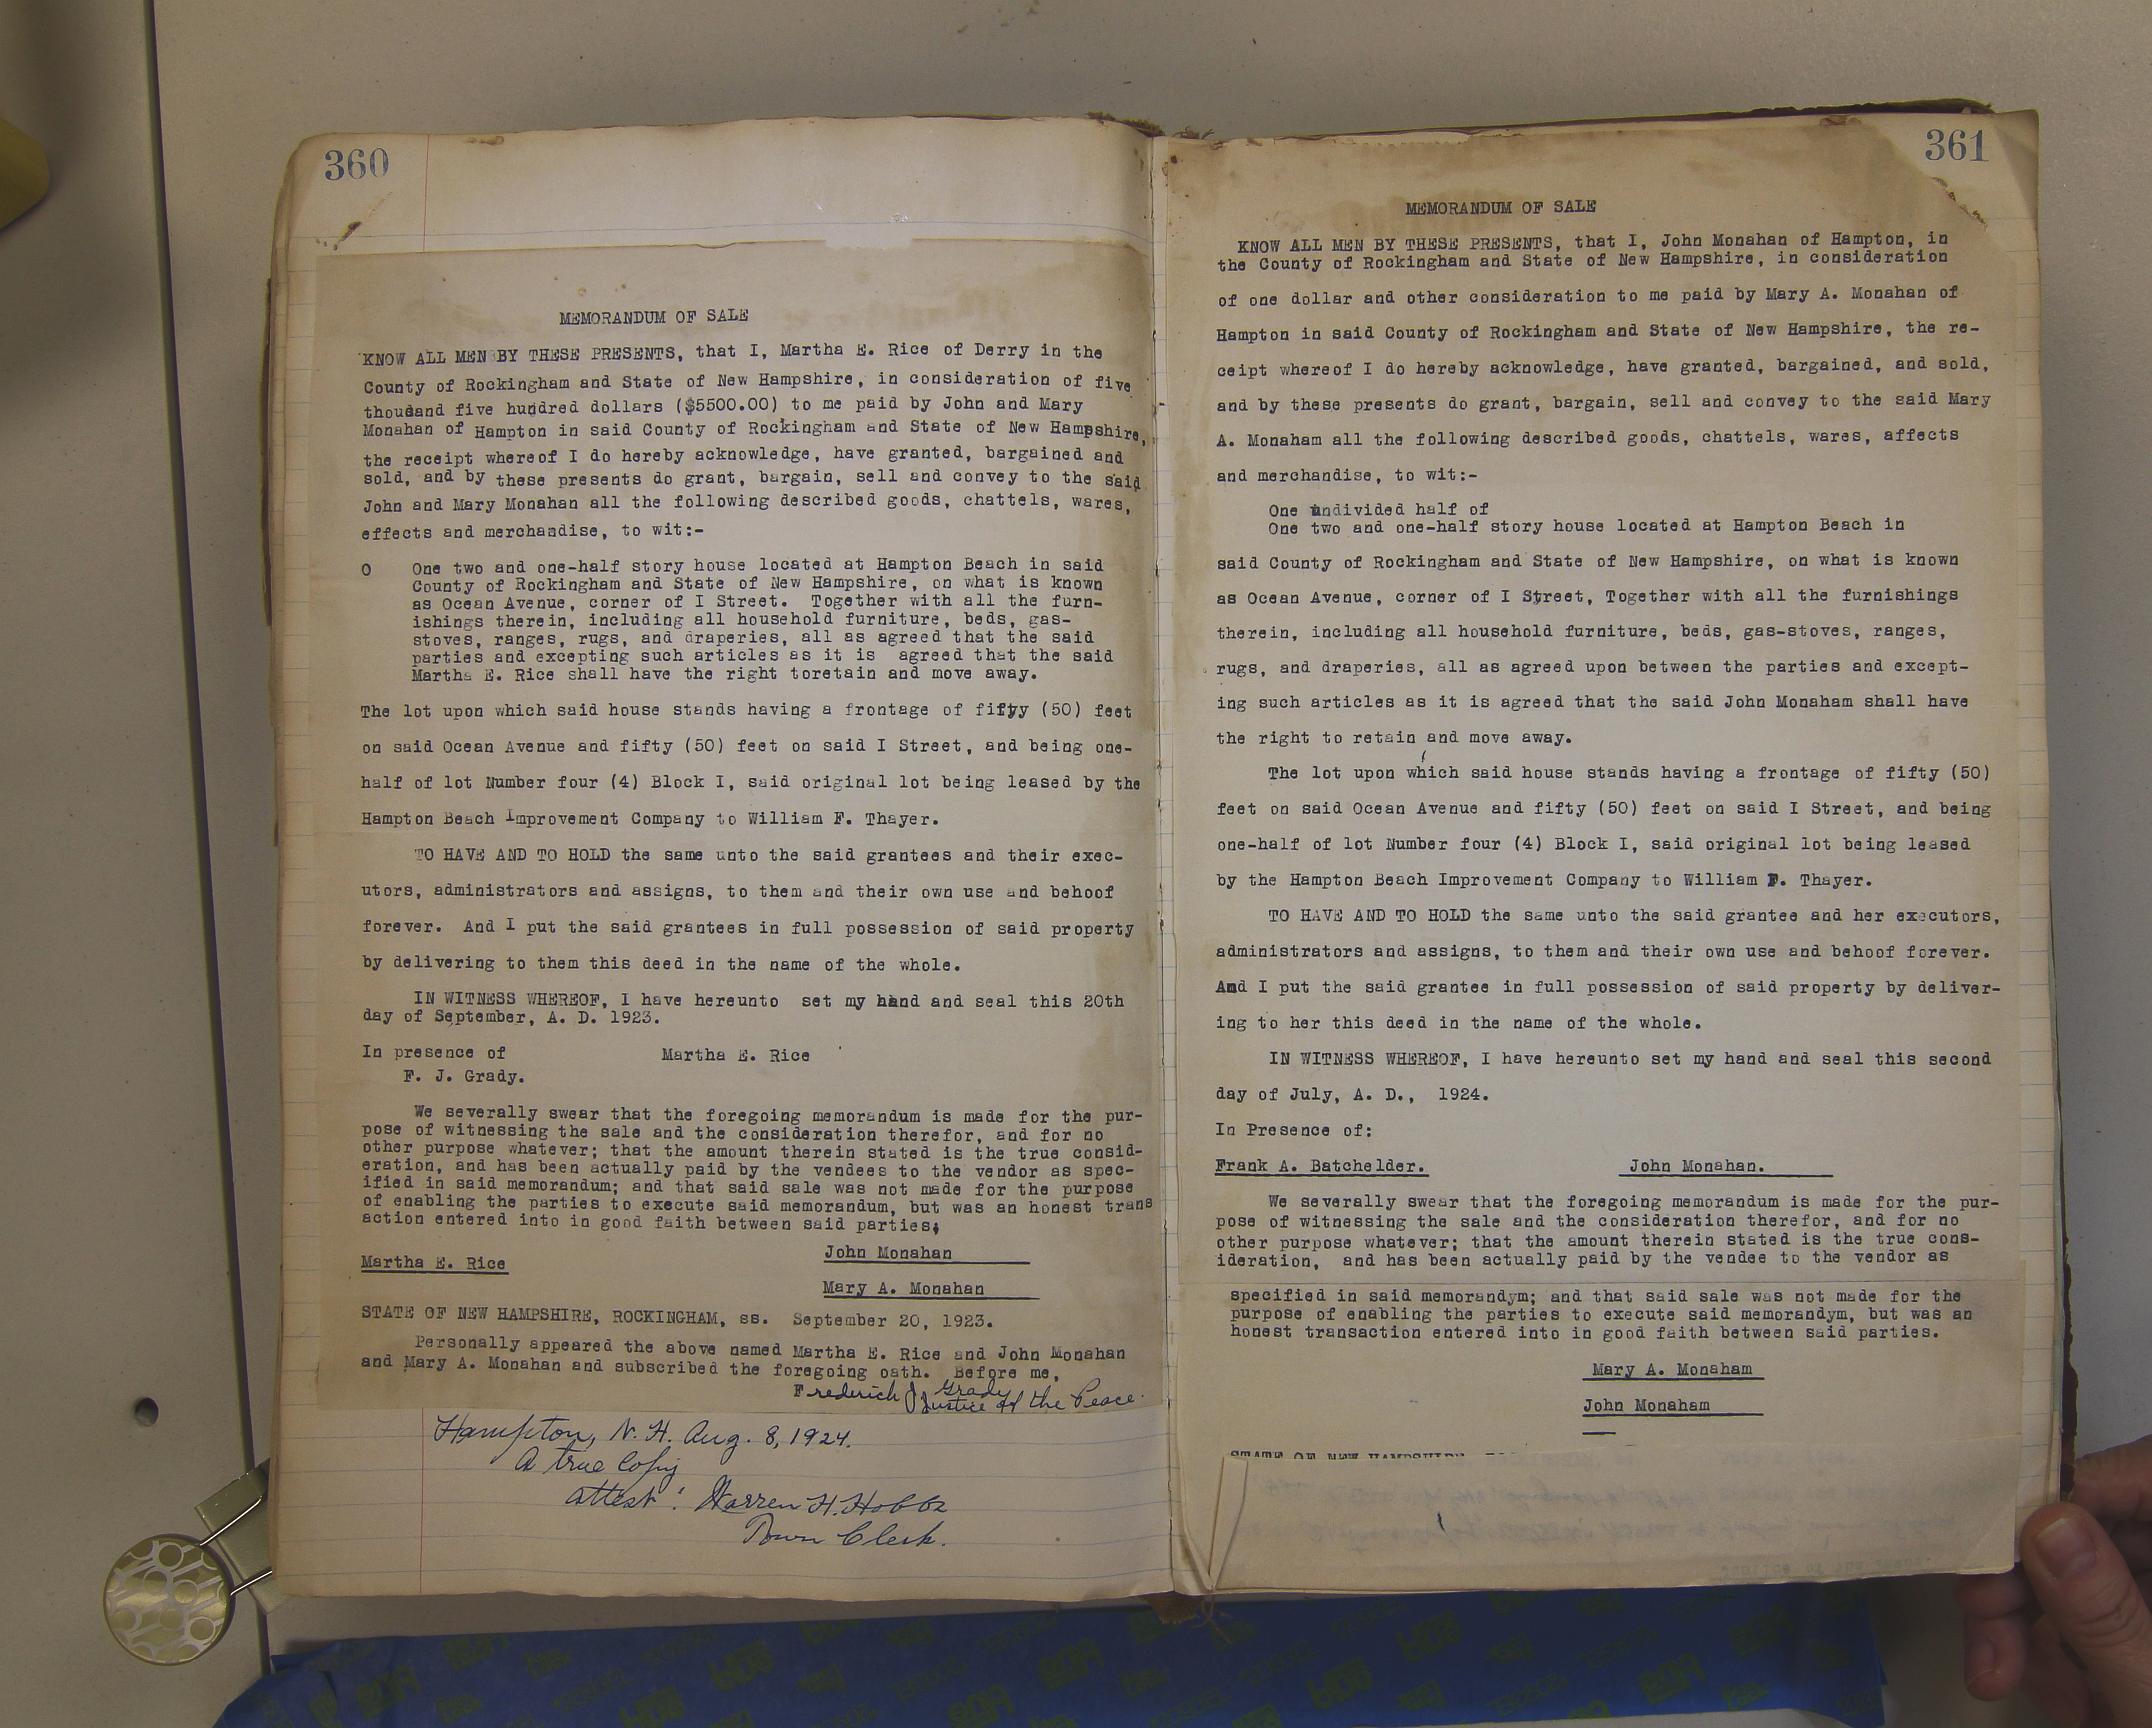 360
MEMORANDUM OF SALE
KNOW ALL MEN BY THESE PRESENTS, that I, Martha E. Rice of Derry in the
County of Rockingham and State of New Hampshire, in consideration of five
thoudand five hundred dollars ($5500.00) to me paid by John and Mary
Monahan of Hampton in said County of Rockingham and State of New Hampshire,
the receipt whereof I do hereby acknowledge, have granted, bargained and
sold, and by these presents do grant, bargain, sell and convey to the said
John and Mary Monahan all the following described goods, chattels, wares,
effects and merchandise, to wit:-
O One two and one-half story house located at Hampton Beach in said
County of Rockingham and State of New Hampshire, on what is known
as Ocean Avenue, corner of I Street. Together with all the furn-
ishings therein, including all household furniture, beds, gas-
stoves, ranges, rugs, and draperies, all as agreed that the said
parties and excepting such articles as it is agreed that the said
Martha E. Rice shall have the right toretain and move away.
The lot upon which said house stands having a frontage of fifty (50) feet
on said Ocean Avenue and fifty (50) feet on said I Street, and being one-
half of lot Number four (4) Block I, said original lot being leased by the
Hampton Beach Improvement Company to William F. Thayer.
TO HAVE AND TO HOLD the same unto the said grantees and their exec-
utors, administrators and assigns, to them and their own use and behoof
forever. And I put the said grantees in full possession of said property
by delivering to them this deed in the name of the whole.
IN WITNESS WHEREOF, I have hereunto set my hand and seal this 20th
day of September, A. D. 1923.
In presence of Martha E. Rice
F. J. Grady.
We severally swear that the foregoing memorandum is made for the pur-
pose of witnessing the sale and the consideration therefor, and for no
other purpose whatever; that the amount therein stated is the true consid-
eration, and has been actually paid by the vendees to the vendor as spec-
ified in said memorandum; and that said sale was not made for the purpose
of enabling the parties to execute said memorandum, but was an honest trans
action entered into in good faith between said parties;
John Monahan
Martha E. Rice
Mary A. Monahan
STATE OF NEW HAMPSHIRE, ROCKINGHAM, ss. September 20, 1923.
Personally appeared the above named Martha E. Rice and John Monahan
and Mary A. Monahan and subscribed the foregoing oath. Before me,
Frederich J. Grady
Justice of the Peace.
Hampton, N. H. Aug. 8, 1924.
A true Copy
attest: Warren H. Hobbs
Town Clerk.
361
MEMORANDUM OF SALE
KNOW ALL MEN BY THESE PRESENTS, that I, John Monahan of Hampton, in
the County of Rockingham and State of New Hampshire, in consideration
of one dollar and other consideration to me paid by Mary A. Monahan of
Hampton in said County of Rockingham and State of New Hampshire, the re-
ceipt whereof I do hereby acknowledge, have granted, bargained, and sold,
and by these presents do grant, bargain, sell and convey to the said Mary
A. Monaham all the following described goods, chattels, wares, affects
and merchandise, to wit:-
One undivided half of
One two and one-half story house located at Hampton Beach in
said County of Rockingham and State of New Hampshire, on what is known
as Ocean Avenue, corner of I Street, Together with all the furnishings
therein, including all household furniture, beds, gas-stoves, ranges,
rugs, and draperies, all as agreed upon between the parties and except-
ing such articles as it is agreed that the said John Monaham shall have
the right to retain and move away.
The lot upon which said house stands having a frontage of fifty (50)
feet on said Ocean Avenue and fifty (50) feet on said I Street, and being
one-half of lot Number four (4) Block I, said original lot being leased
by the Hampton Beach Improvement Company to William F. Thayer.
TO HAVE AND TO HOLD the same unto the said grantee and her executors,
administrators and assigns, to them and their own use and behoof forever.
And I put the said grantee in full possession of said property by deliver-
ing to her this deed in the name of the whole.
IN WITNESS WHEREOF, I have hereunto set my hand and seal this second
day of July, A. D., 1924.
In Presence of:
Frank A. Batchelder. John Monahan.
We severally swear that the foregoing memorandum is made for the pur-
pose of witnessing the sale and the consideration therefor, and for no
other purpose whatever; that the amount therein stated is the true cons-
ideration, and has been actually paid by the vendee to the vendor as
specified in said memorandym; and that said sale was not made for the
purpose of enabling the parties to execute said memorandym, but was an
honest transaction entered into in good faith between said parties.
Mary A. Monaham
John Monaham
STATE OF NEW HAMPSHIRE,